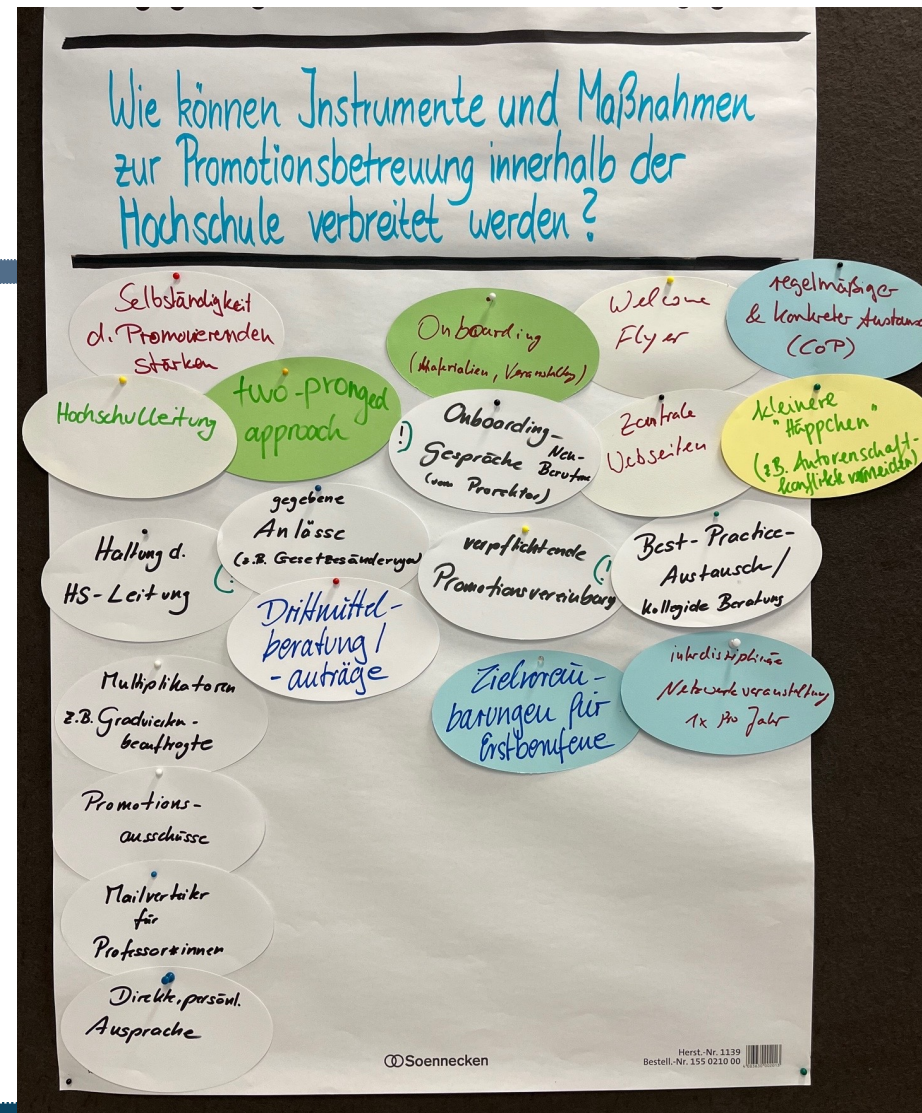 Wie können Instrumente und Maßnahmen
zur Promotionsbetreuung innerhalb der
Hochschule verbreitet werden?
Selbständigkeit
d. Promovierenden
stärken
Hochschulleitung
two-pronged
approach
Haltung d.
HS-Leitung
(!
gegebene
Anlässe
(z.B. Gesetzesänderungen)
Drittmittel-
beratung/
-anträge
Multiplikatoren
z.B. Graduierten-
beauftragte
Promotions-
ausschüsse
Mailverteiler
für
Professor*innen
Direkte, persönl.
Ansprache
Onboarding
(Materialien, Veranstaltg)
!)
Onboarding-
Gespräche Neu-
Berufene
(vom Prorektor)
verpflichtende
Promotionsvereinbarg
(!
Zielverein-
barungen für
Erstberufene
Welcome
Flyer
Zentrale
Webseiten
Best-Practice-
Austausch/
Kollegiale Beratung
interdisziplinäre
Netzwerkveranstaltung
1x Pro Jahr
regelmäßiger
& konkreter Austausch
(CoP)
kleinere
"Häppchen"
(z.B. Autorenschaft-
konflikte vermeiden)
Soennecken
Herst.-Nr. 1139
Bestell.-Nr. 155 0210 00